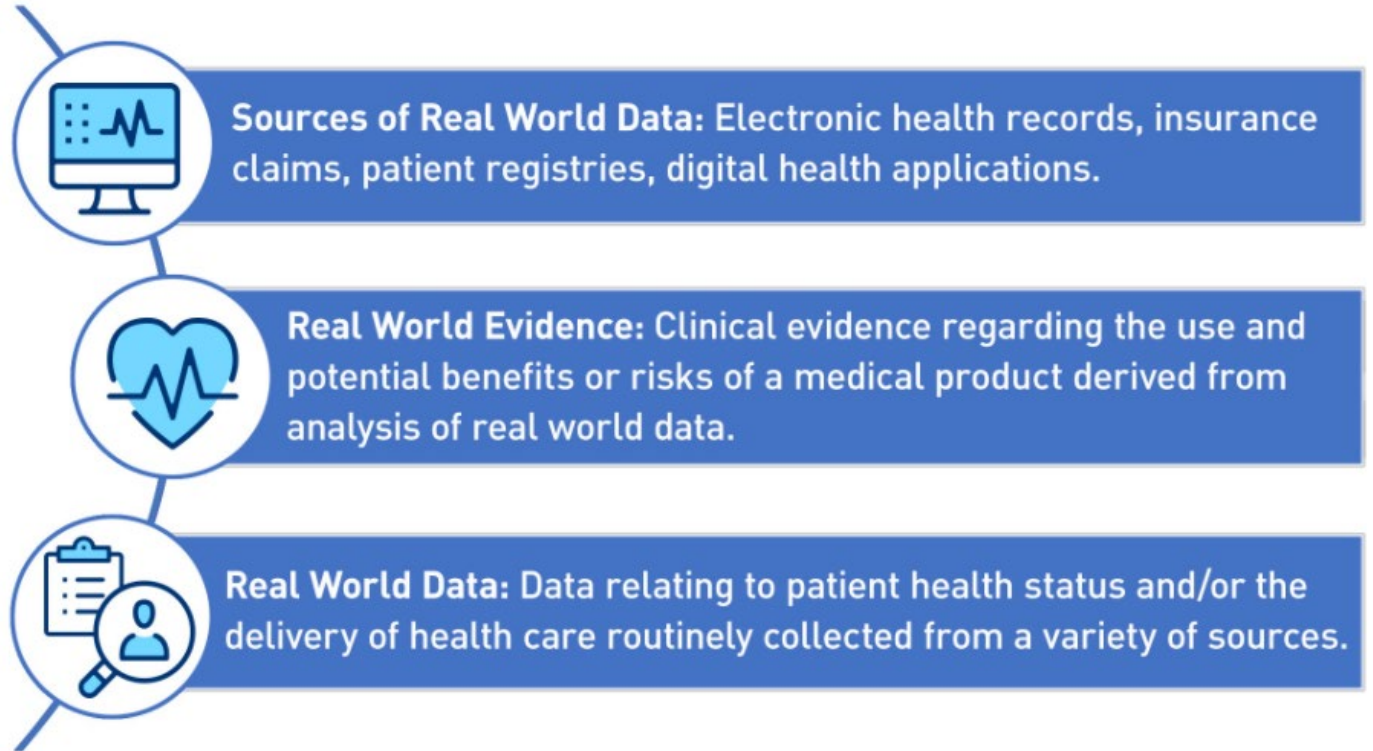 Sources of Real World Data: Electronic health records, insurance
claims, patient registries, digital health applications.
Real World Evidence: Clinical evidence regarding the use and
potential benefits or risks of a medical product derived from
analysis of real world data.
Real World Data: Data relating to patient health status and/or the
delivery of health care routinely collected from a variety of sources.